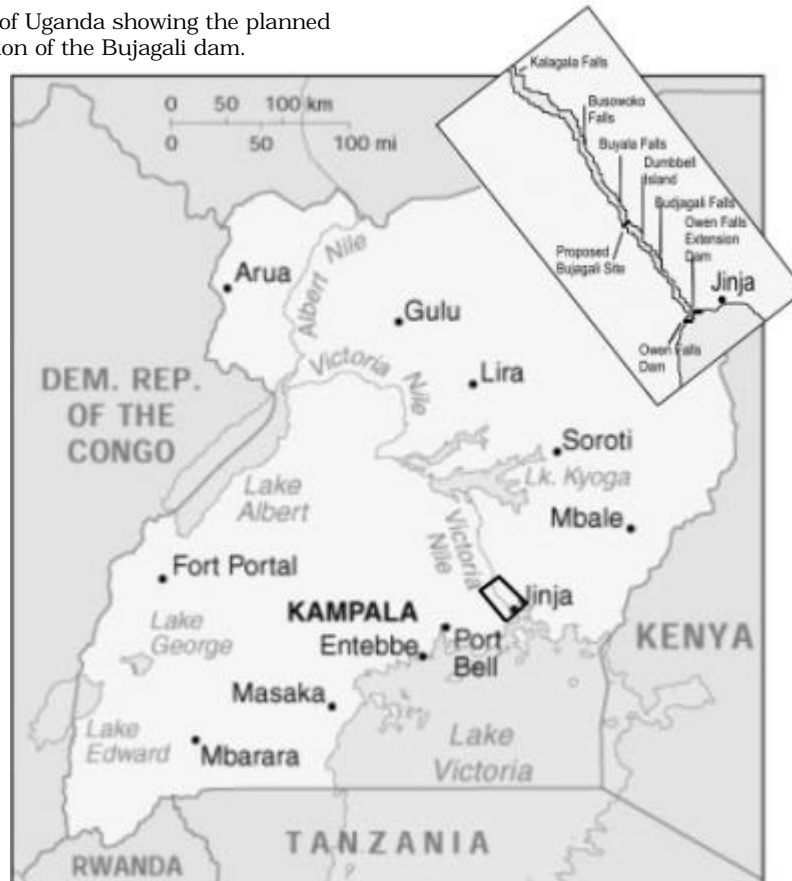 of Uganda showing the planned
ion of the Bujagali dam.
0 50 100 km
0 50 100 mi
Kalagala Falls
Busowoko
Falls
Buyala Falls
Dumbbell
Island
Budjagali Falls
Owen Falls
Extension
Dam
Proposed
Bujagali Site
Jinja
Owen Falls
Dam
Arua
Albert Nile
Gulu
Victoria
Nile
Lira
DEM. REP.
OF THE
CONGO
Soroti
Lk. Kyoga
Lake
Albert
Mbale
Victoria
Nile
Fort Portal
KAMPALA
Jinja
Lake
George
Entebbe
Port
Bell
KENYA
Masaka
Lake
Edward
Mbarara
Lake
Victoria
TANZANIA
RWANDA